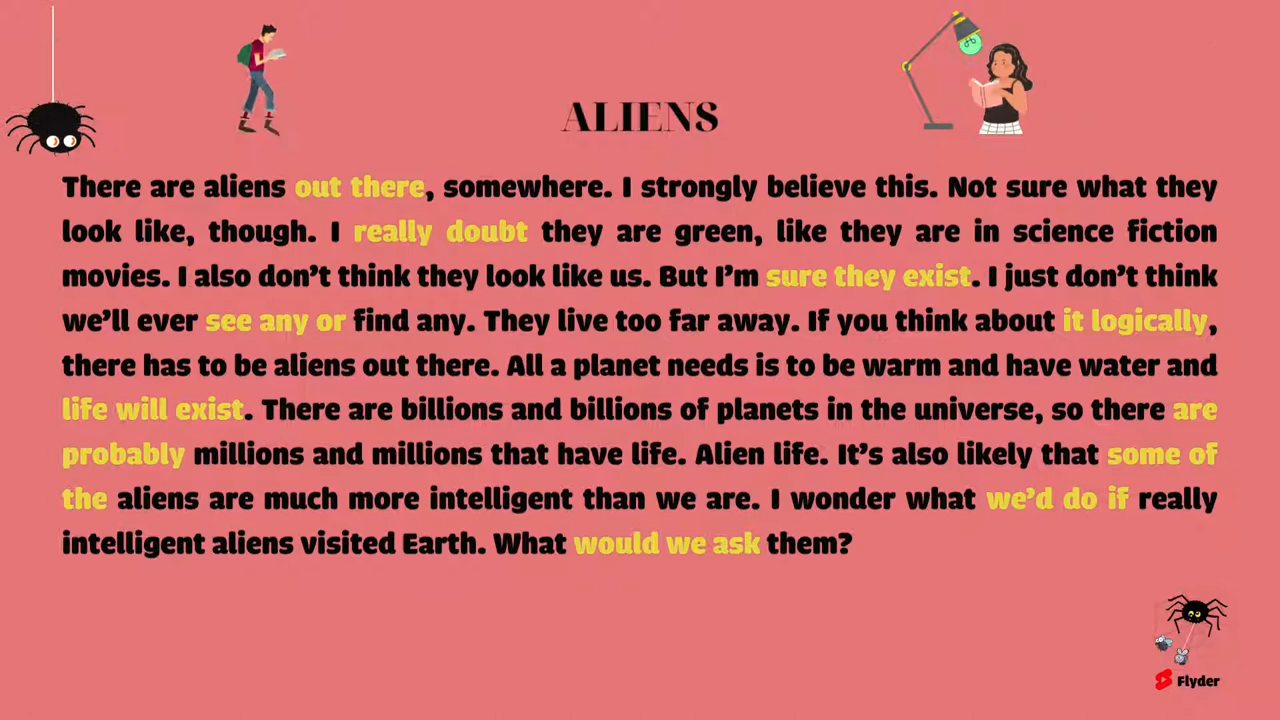 ALIENS
There are aliens out there, somewhere. I strongly believe this. Not sure what they
look like, though. I really doubt they are green, like they are in science fiction
movies. I also don’t think they look like us. But I’m sure they exist. I just don’t think
we’ll ever see any or find any. They live too far away. If you think about it logically,
there has to be aliens out there. All a planet needs is to be warm and have water and
life will exist. There are billions and billions of planets in the universe, so there are
probably millions and millions that have life. Alien life. It’s also likely that some of
the aliens are much more intelligent than we are. I wonder what we’d do if really
intelligent aliens visited Earth. What would we ask them?
Flyder